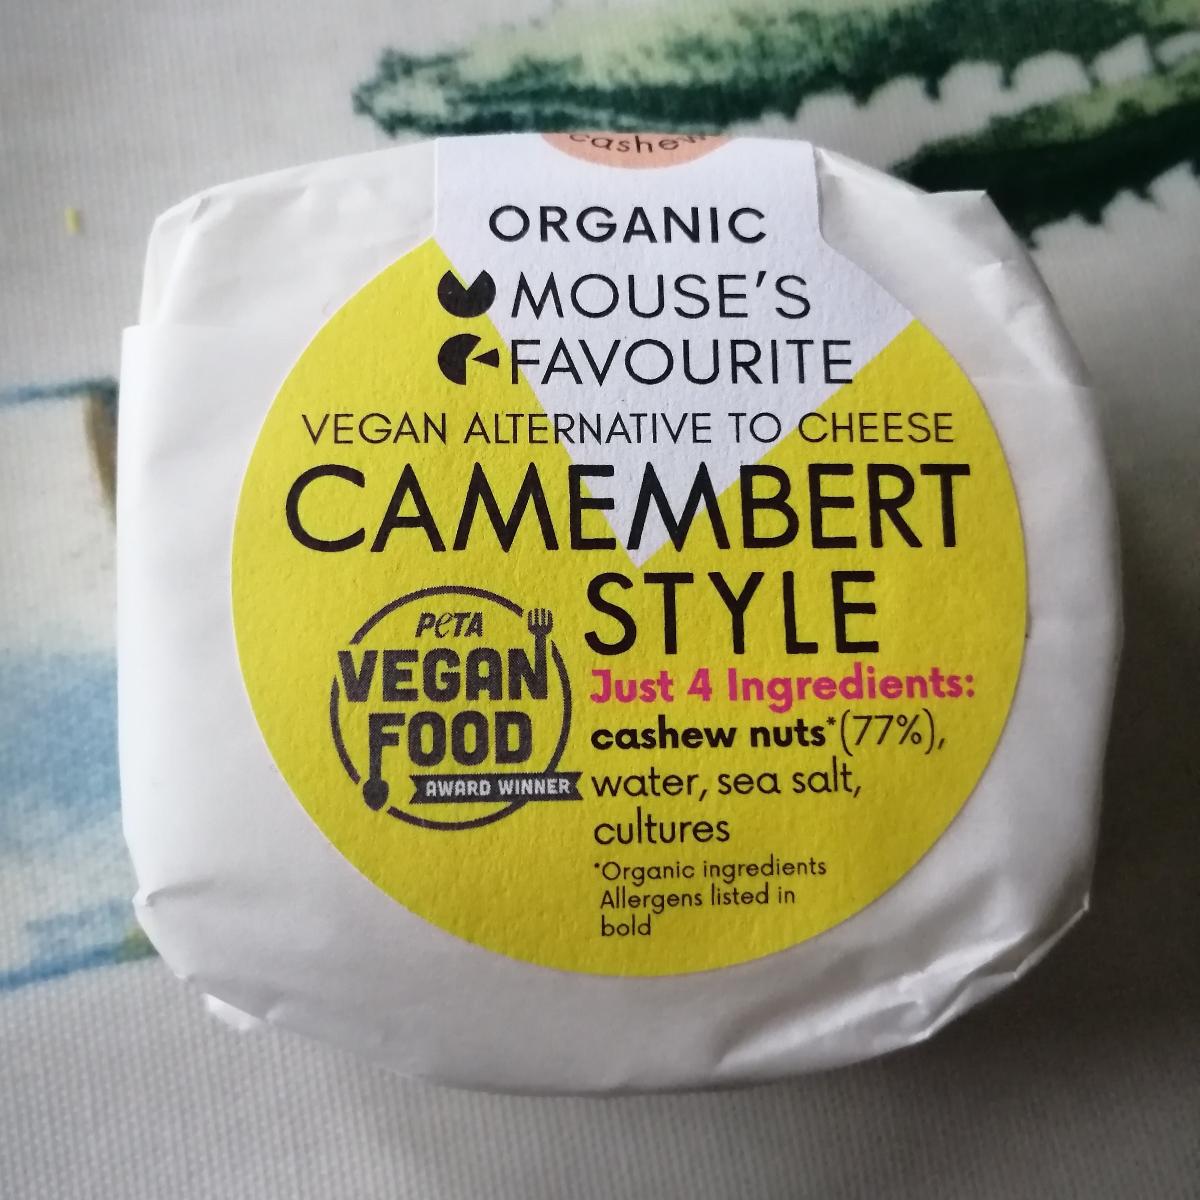 cashew
ORGANIC
MOUSE'S
FAVOURITE
VEGAN ALTERNATIVE TO CHEESE
CAMEMBERT
STYLE
PETA
VEGAN
FOOD
AWARD WINNER
Just 4 Ingredients:
cashew nuts*(77%),
water, sea salt,
cultures
*Organic ingredients
Allergens listed in
bold